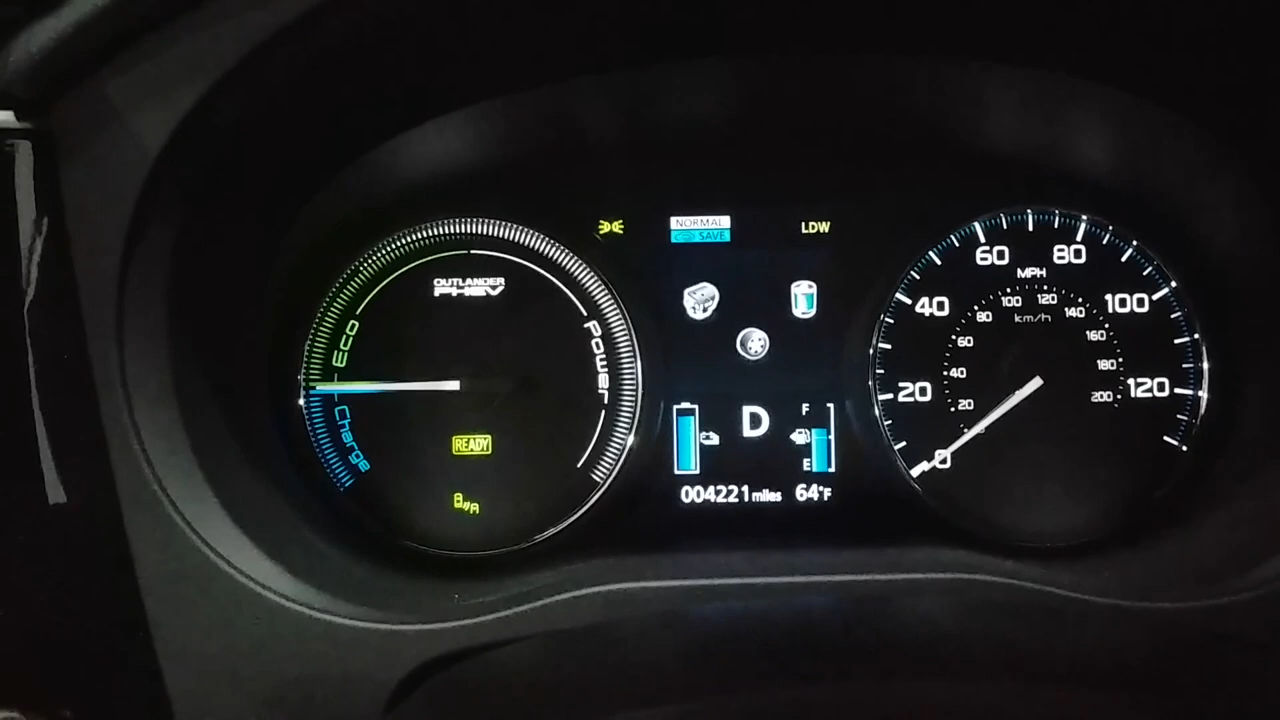 NORMAL
SAVE
LDW
OUTLANDER
PHEV
Eco
Power
Charge
READY
A
D
F
E
004221 miles
64°F
MPH
km/h
0
20
40
60
80
100
120
20
40
60
80
100
120
140
160
180
200